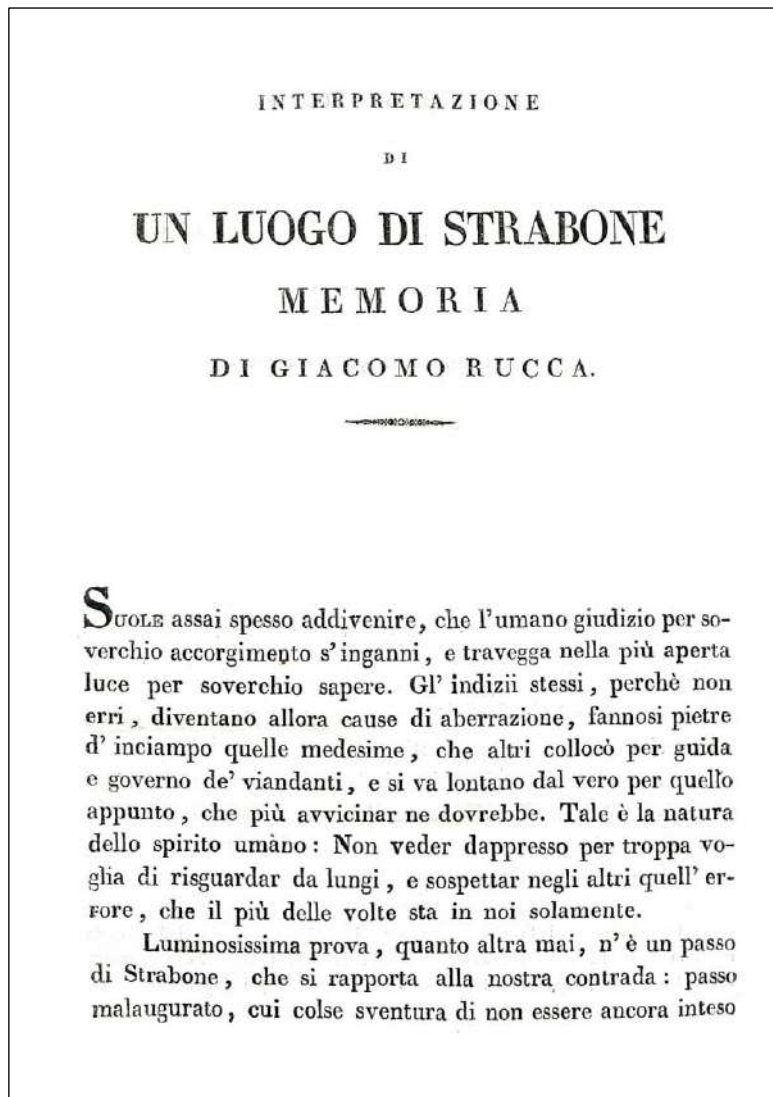 INTERPRETAZIONE
DI
UN LUOGO DI STRABONE
MEMORIA
DI GIACOMO RUCCA.
SUOLE assai spesso addivenire, che l'umano giudizio per so-
verchio accorgimento s'inganni, e travegga nella più aperta
luce per soverchio sapere. Gl' indizii stessi, perchè non
erri, diventano allora cause di aberrazione, fannosi pietre
d' inciampo quelle medesime, che altri collocò per guida
e governo de' viandanti, e si va lontano dal vero per quello
appunto, che più avvicinar ne dovrebbe. Tale è la natura
dello spirito umàno: Non veder dappresso per troppa vo-
glia di risguardar da lungi, e sospettar negli altri quell' er-
rore, che il più delle volte sta in noi solamente.
Luminosissima prova, quanto altra mai, n' è un passo
di Strabone, che si rapporta alla nostra contrada: passo
malaugurato, cui colse sventura di non essere ancora inteso